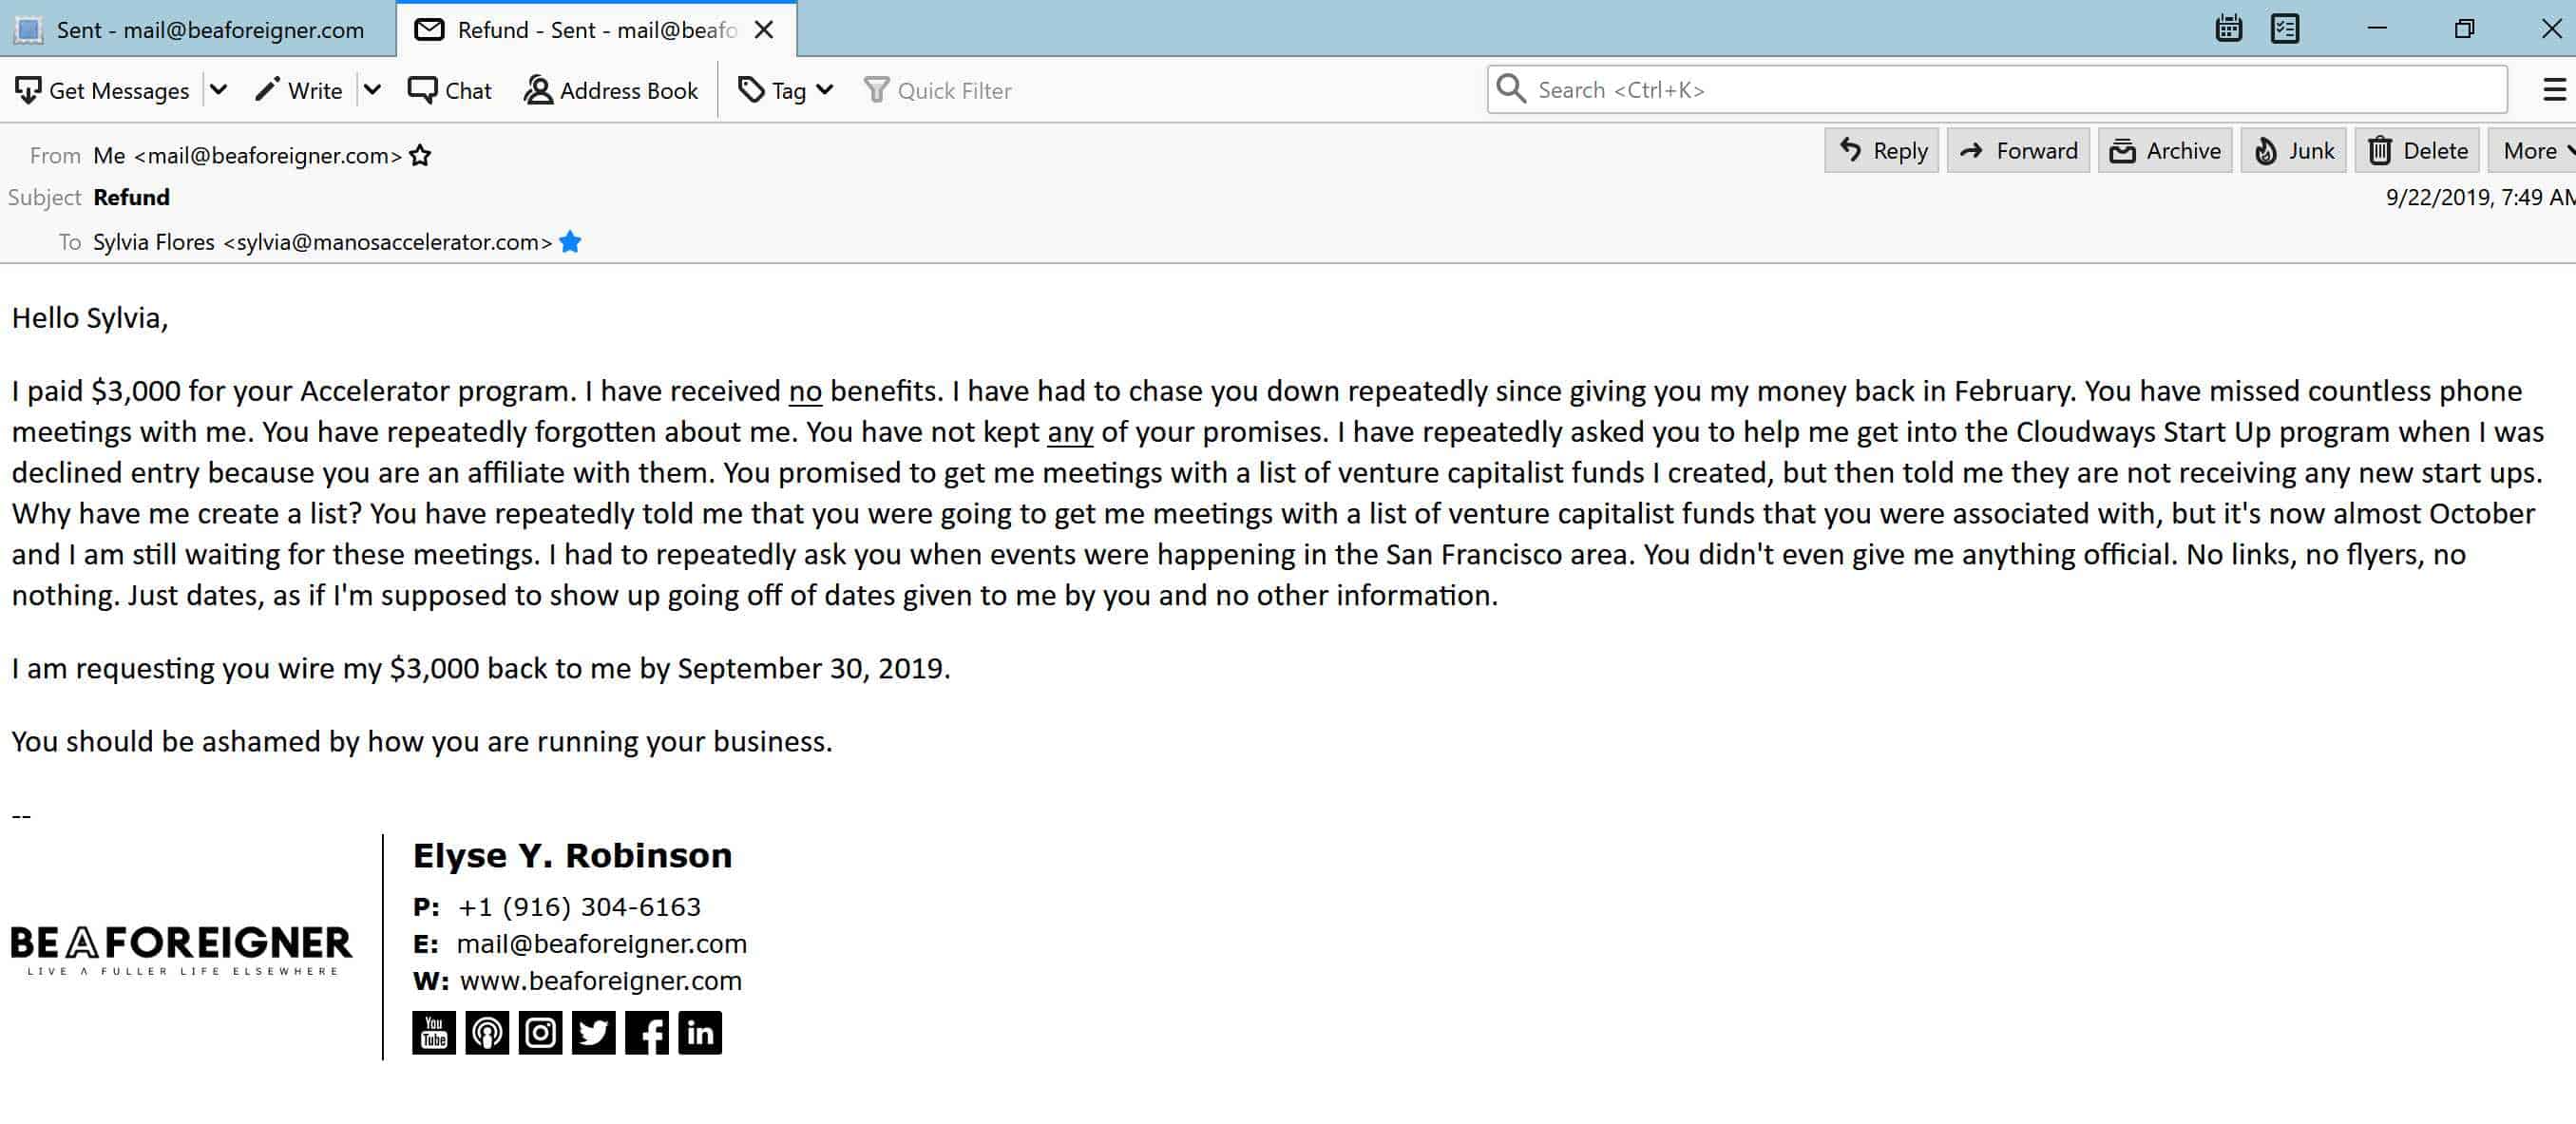 Sent - mail@beaforeigner.com
Refund - Sent - mail@beafo
Get Messages
Write
Chat
Address Book
Tag
Quick Filter
Search <Ctrl+K>
From Me <mail@beaforeigner.com>
Reply
Forward
Archive
Junk
Delete
More
Subject Refund
9/22/2019, 7:49 AM
To Sylvia Flores <sylvia@manosaccelerator.com>
Hello Sylvia,
I paid $3,000 for your Accelerator program. I have received no benefits. I have had to chase you down repeatedly since giving you my money back in February. You have missed countless phone
meetings with me. You have repeatedly forgotten about me. You have not kept any of your promises. I have repeatedly asked you to help me get into the Cloudways Start Up program when I was
declined entry because you are an affiliate with them. You promised to get me meetings with a list of venture capitalist funds I created, but then told me they are not receiving any new start ups.
Why have me create a list? You have repeatedly told me that you were going to get me meetings with a list of venture capitalist funds that you were associated with, but it's now almost October
and I am still waiting for these meetings. I had to repeatedly ask you when events were happening in the San Francisco area. You didn't even give me anything official. No links, no flyers, no
nothing. Just dates, as if I'm supposed to show up going off of dates given to me by you and no other information.
I am requesting you wire my $3,000 back to me by September 30, 2019.
You should be ashamed by how you are running your business.
--
BE A FOREIGNER
LIVE A FULLER LIFE ELSEWHERE
Elyse Y. Robinson
P: +1 (916) 304-6163
E: mail@beaforeigner.com
W: www.beaforeigner.com
You Tube
in